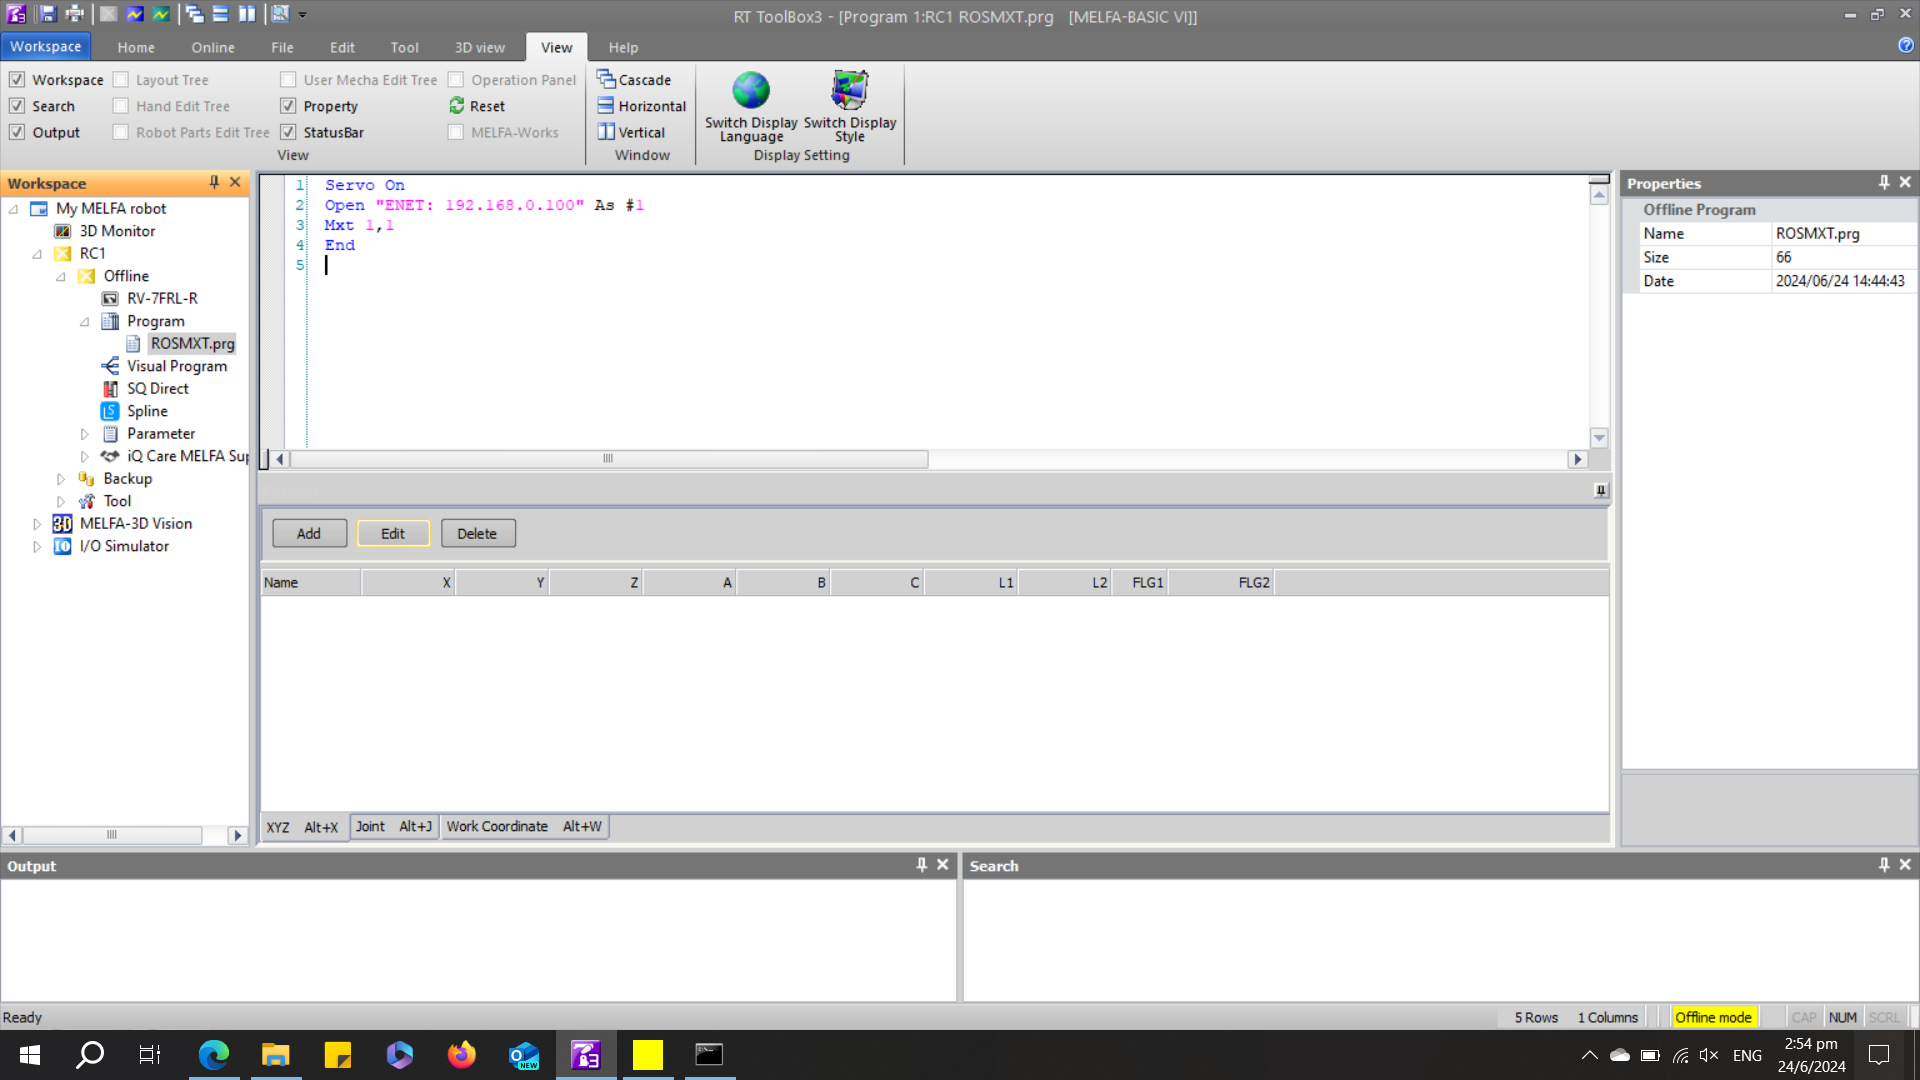 RT ToolBox3 - [Program 1:RC1 ROSMXT.prg [MELFA-BASIC VI]]
Workspace Home Online File Edit Tool 3D view View Help
Workspace Layout Tree User Mecha Edit Tree Operation Panel Cascade
Search Hand Edit Tree Property Reset Horizontal
Output Robot Parts Edit Tree StatusBar MELFA-Works Vertical
Switch Display Language
Switch Display Style
View Window Display Setting
Workspace
My MELFA robot
3D Monitor
RC1
Offline
RV-7FRL-R
Program
ROSMXT.prg
Visual Program
SQ Direct
Spline
Parameter
iQ Care MELFA Sup
Backup
Tool
MELFA-3D Vision
I/O Simulator
1 Servo On
2 Open "ENET: 192.168.0.100" As #1
3 Mxt 1,1
4 End
5
Add Edit Delete
Name X Y Z A B C L1 L2 FLG1 FLG2
XYZ Alt+X Joint Alt+J Work Coordinate Alt+W
Properties
Offline Program
Name ROSMXT.prg
Size 66
Date 2024/06/24 14:44:43
Output
Search
Ready 5 Rows 1 Columns Offline mode CAP NUM SCRL
NEW
3
ENG
2:54 pm
24/6/2024